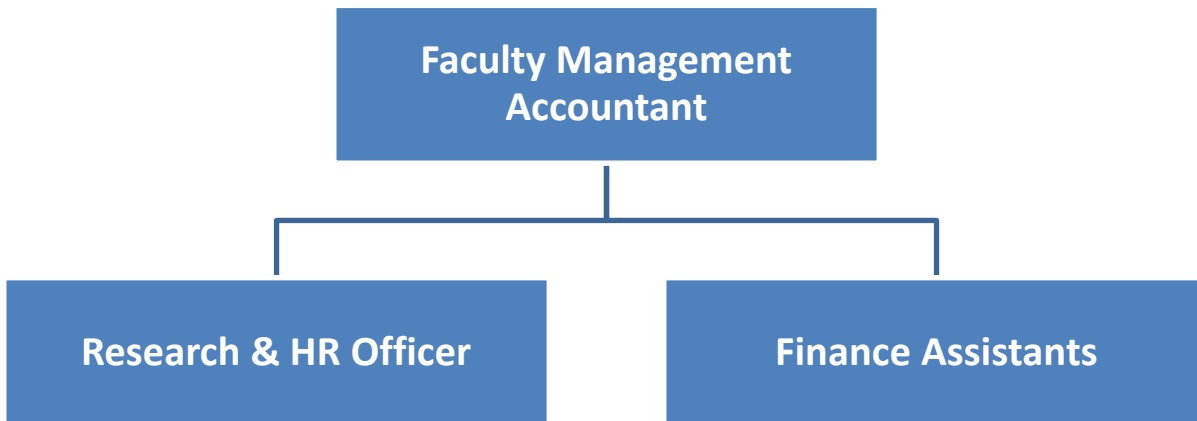 Faculty Management
Accountant
Research & HR Officer
Finance Assistants